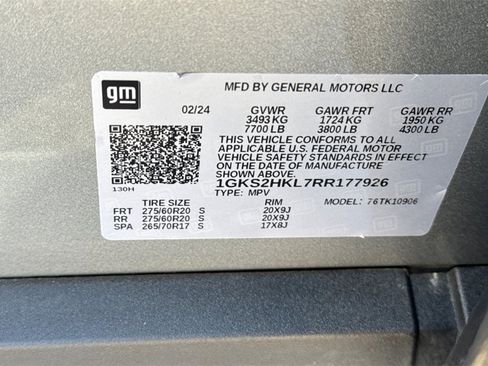 gm
MFD BY GENERAL MOTORS LLC
02/24 GVWR GAWR FRT GAWR RR
3493 KG 1724 KG 1950 KG
7700 LB 3800 LB 4300 LB
THIS VEHICLE CONFORMS TO ALL
APPLICABLE U.S. FEDERAL MOTOR
VEHICLE SAFETY STANDARDS IN EFFECT
ON THE DATE OF MANUFACTURE
SHOWN ABOVE.
1GKS2HKL7RR177926
130H TYPE: MPV
TIRE SIZE RIM MODEL: 76TK10906
FRT 275/60R20 S 20X9J
RR 275/60R20 S 20X9J
SPA 265/70R17 S 17X8J